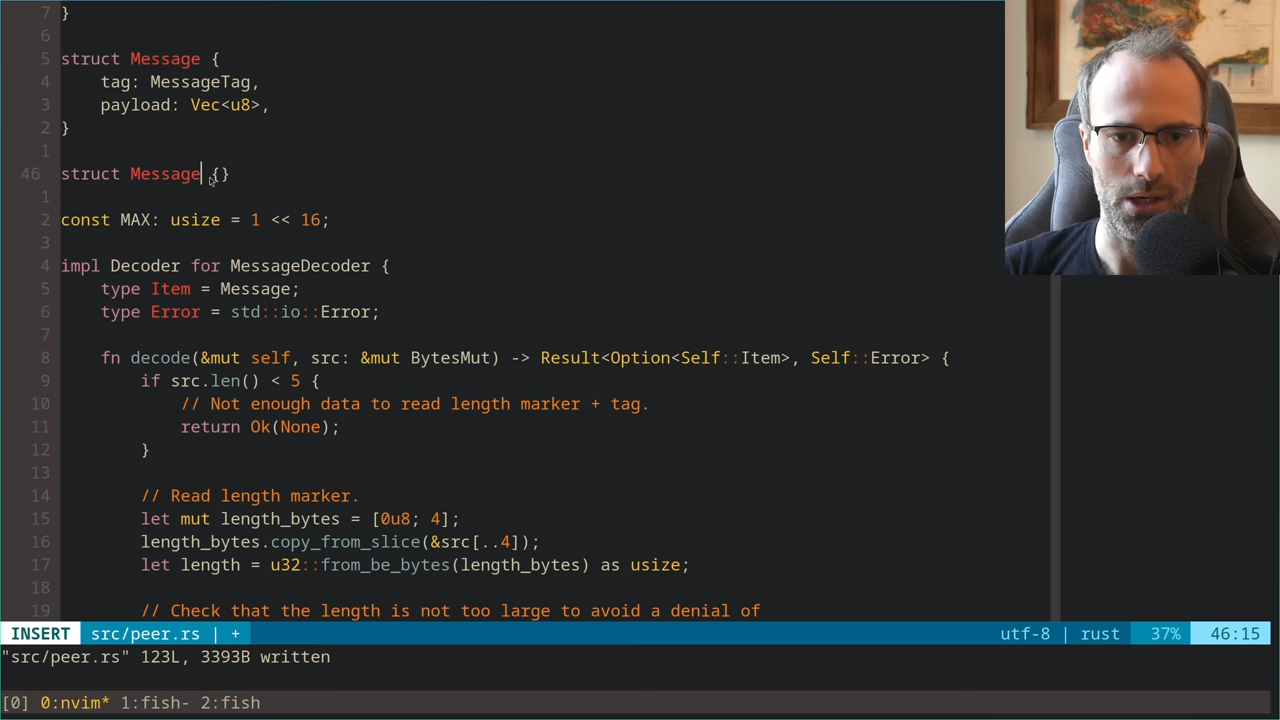 7 }
6
5 struct Message {
4     tag: MessageTag,
3     payload: Vec<u8>,
2 }
1
46 struct Message {}
1
2 const MAX: usize = 1 << 16;
3
4 impl Decoder for MessageDecoder {
5     type Item = Message;
6     type Error = std::io::Error;
7
8     fn decode(&mut self, src: &mut BytesMut) -> Result<Option<Self::Item>, Self::Error> {
9         if src.len() < 5 {
10             // Not enough data to read length marker + tag.
11             return Ok(None);
12         }
13
14         // Read length marker.
15         let mut length_bytes = [0u8; 4];
16         length_bytes.copy_from_slice(&src[..4]);
17         let length = u32::from_be_bytes(length_bytes) as usize;
18
19         // Check that the length is not too large to avoid a denial of
INSERT src/peer.rs | + utf-8 | rust 37% 46:15
"src/peer.rs" 123L, 3393B written
[0] 0:nvim* 1:fish- 2:fish